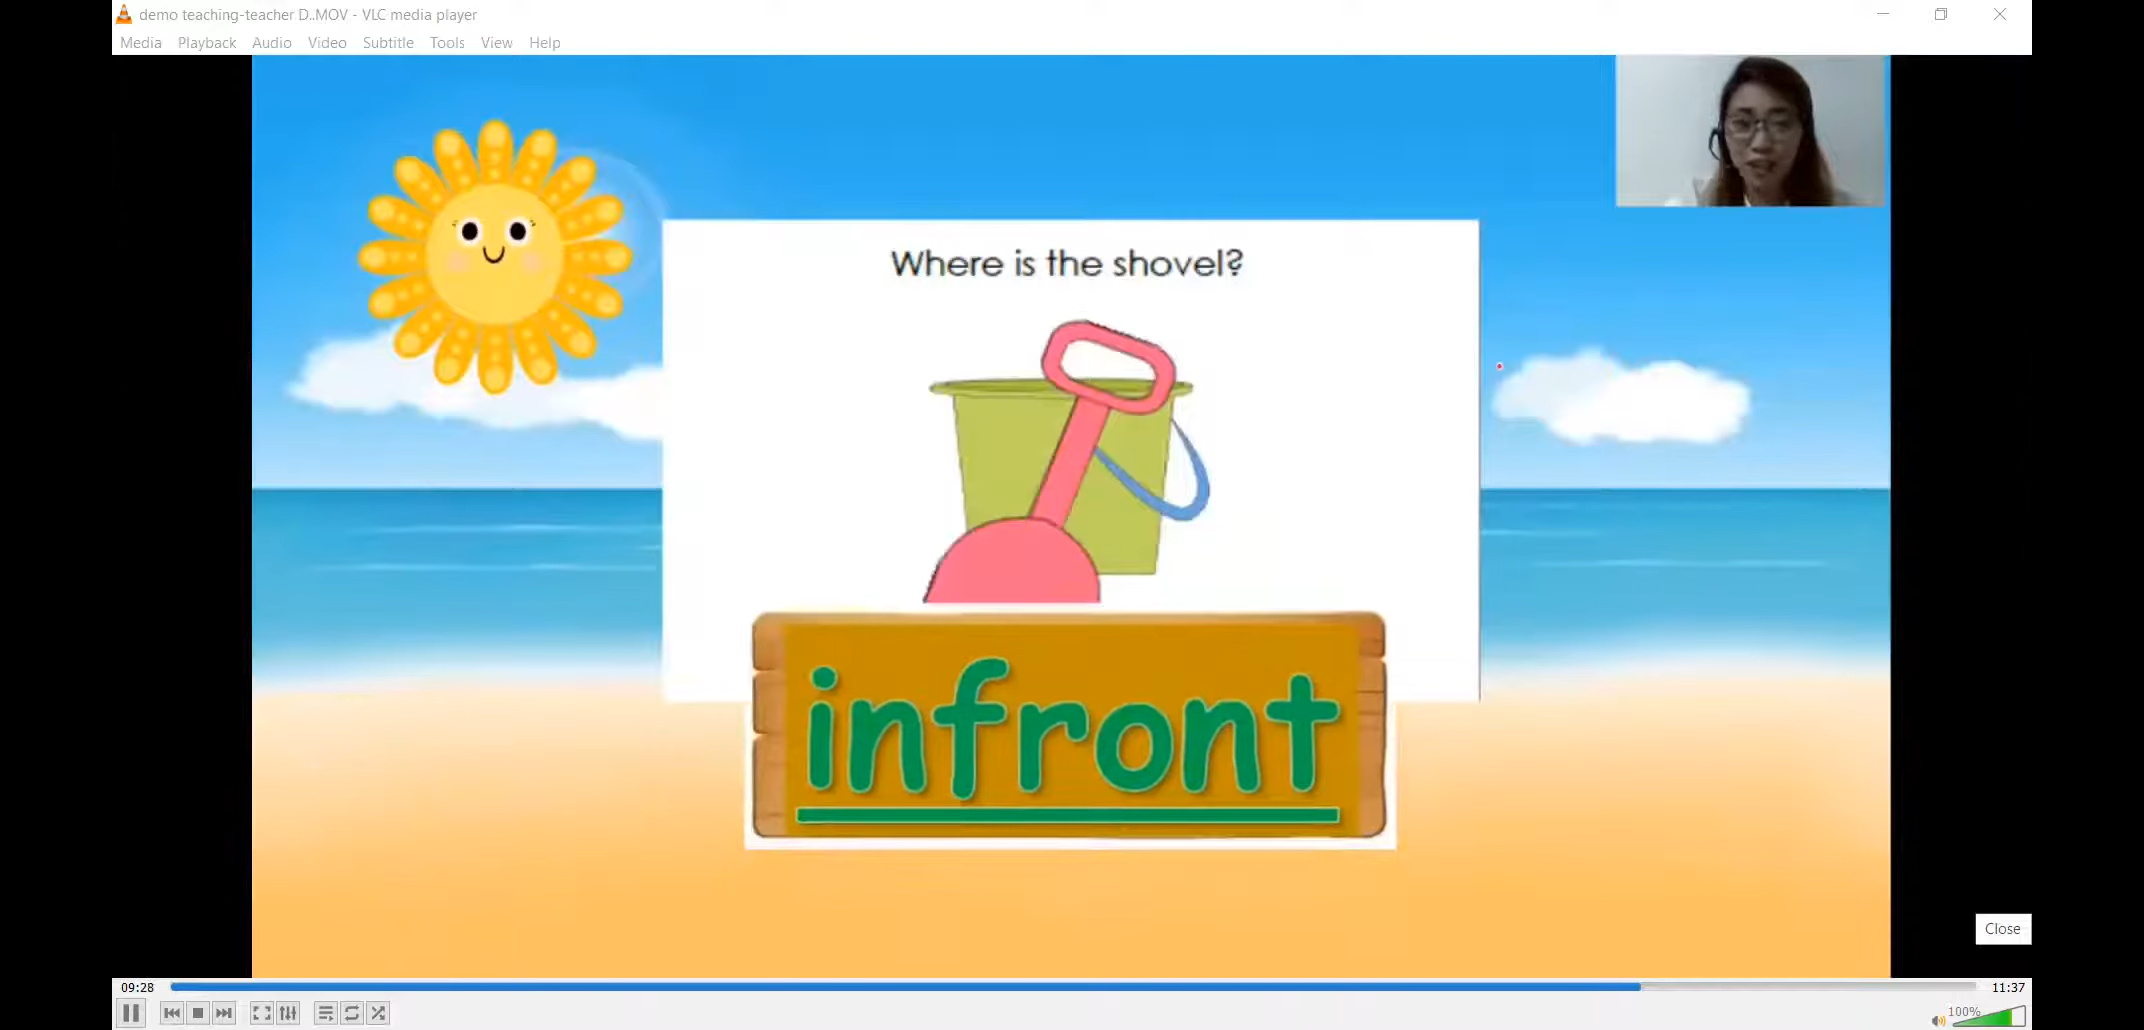 demo teaching-teacher D..MOV - VLC media player
Media Playback Audio Video Subtitle Tools View Help
Where is the shovel?
infront
Close
09:28
11:37
100%